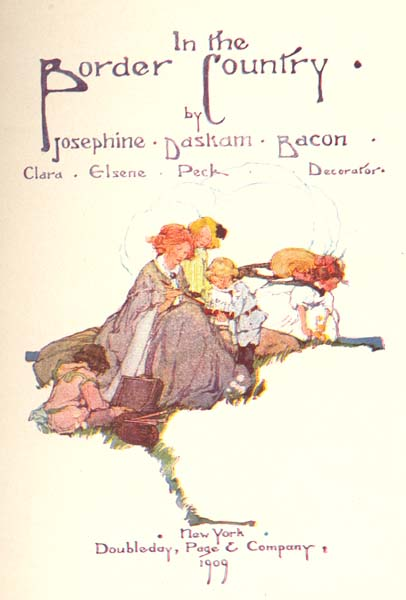 In the
Border Country .
by
Josephine . Daskam . Bacon .
Clara . Elsene . Peck . Decorator.
. New York .
Doubleday, Page & Company .
1909